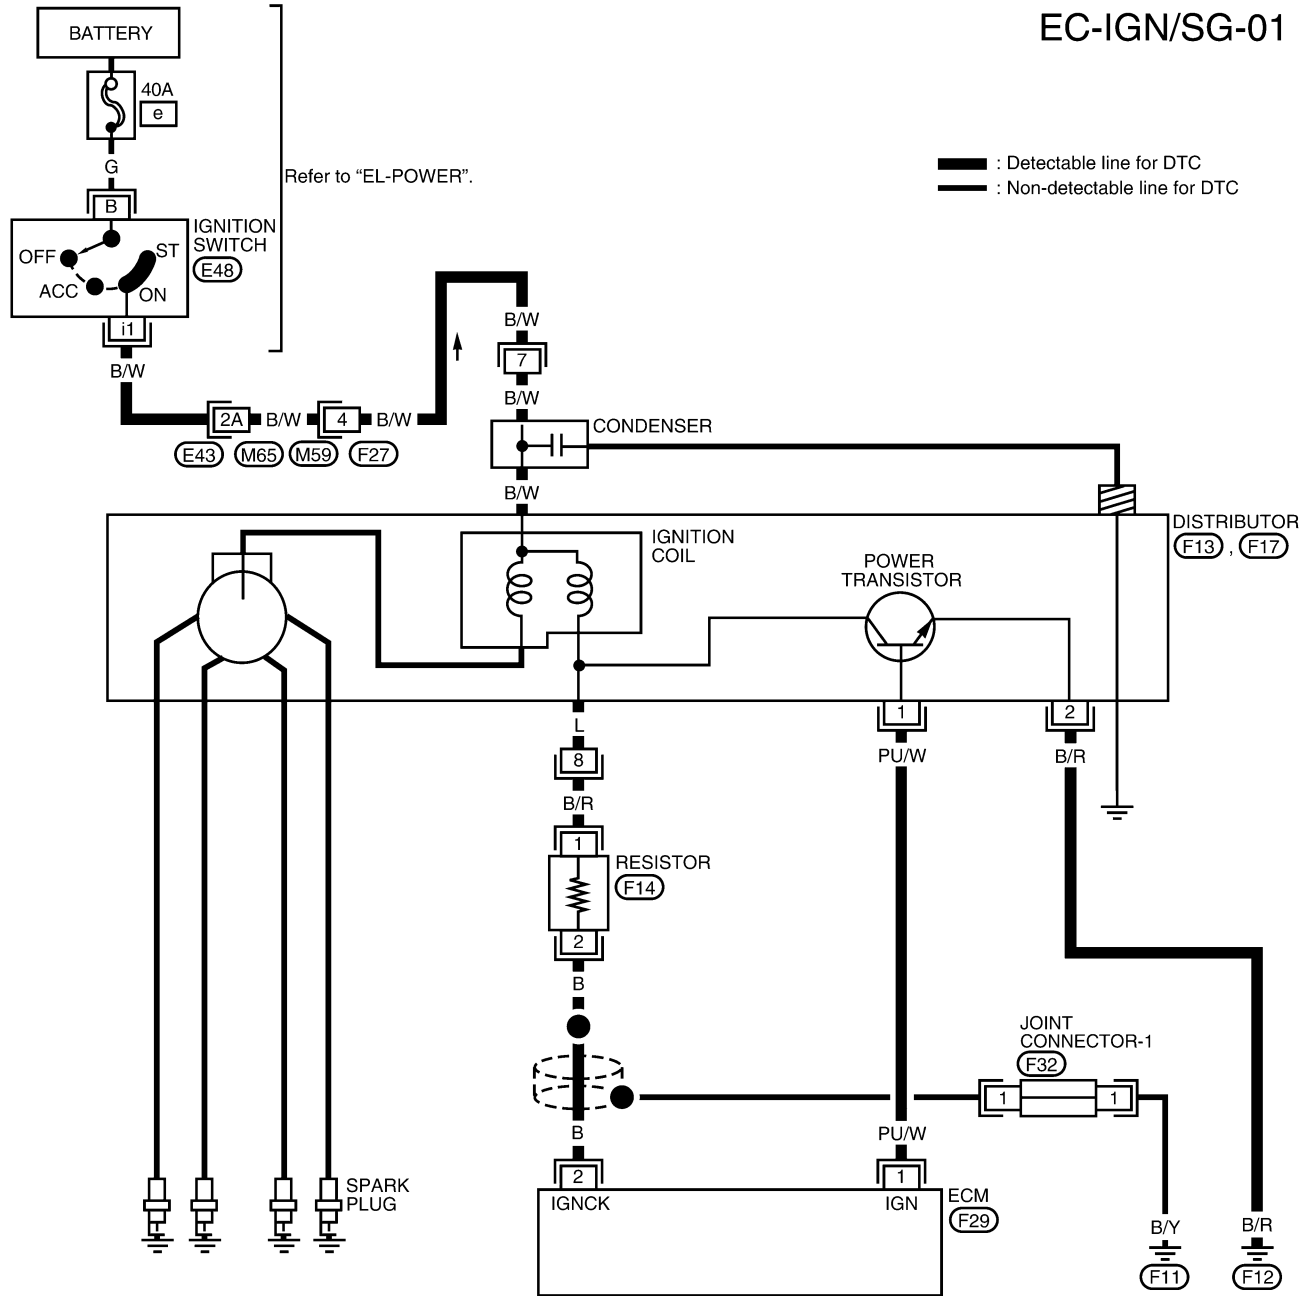 EC-IGN/SG-01
BATTERY
40A
e
G
Refer to “EL-POWER”.
: Detectable line for DTC
: Non-detectable line for DTC
B
IGNITION
SWITCH
E48
OFF
ST
ACC
ON
i1
B/W
B/W
7
B/W
2A
B/W
4
B/W
E43
M65
M59
F27
CONDENSER
B/W
DISTRIBUTOR
F13 , F17
IGNITION
COIL
POWER
TRANSISTOR
L
1
2
8
PU/W
B/R
B/R
1
RESISTOR
F14
2
B
JOINT
CONNECTOR-1
F32
1
1
B
PU/W
2
1
IGNCK
IGN
ECM
F29
SPARK
PLUG
B/Y
B/R
F11
F12